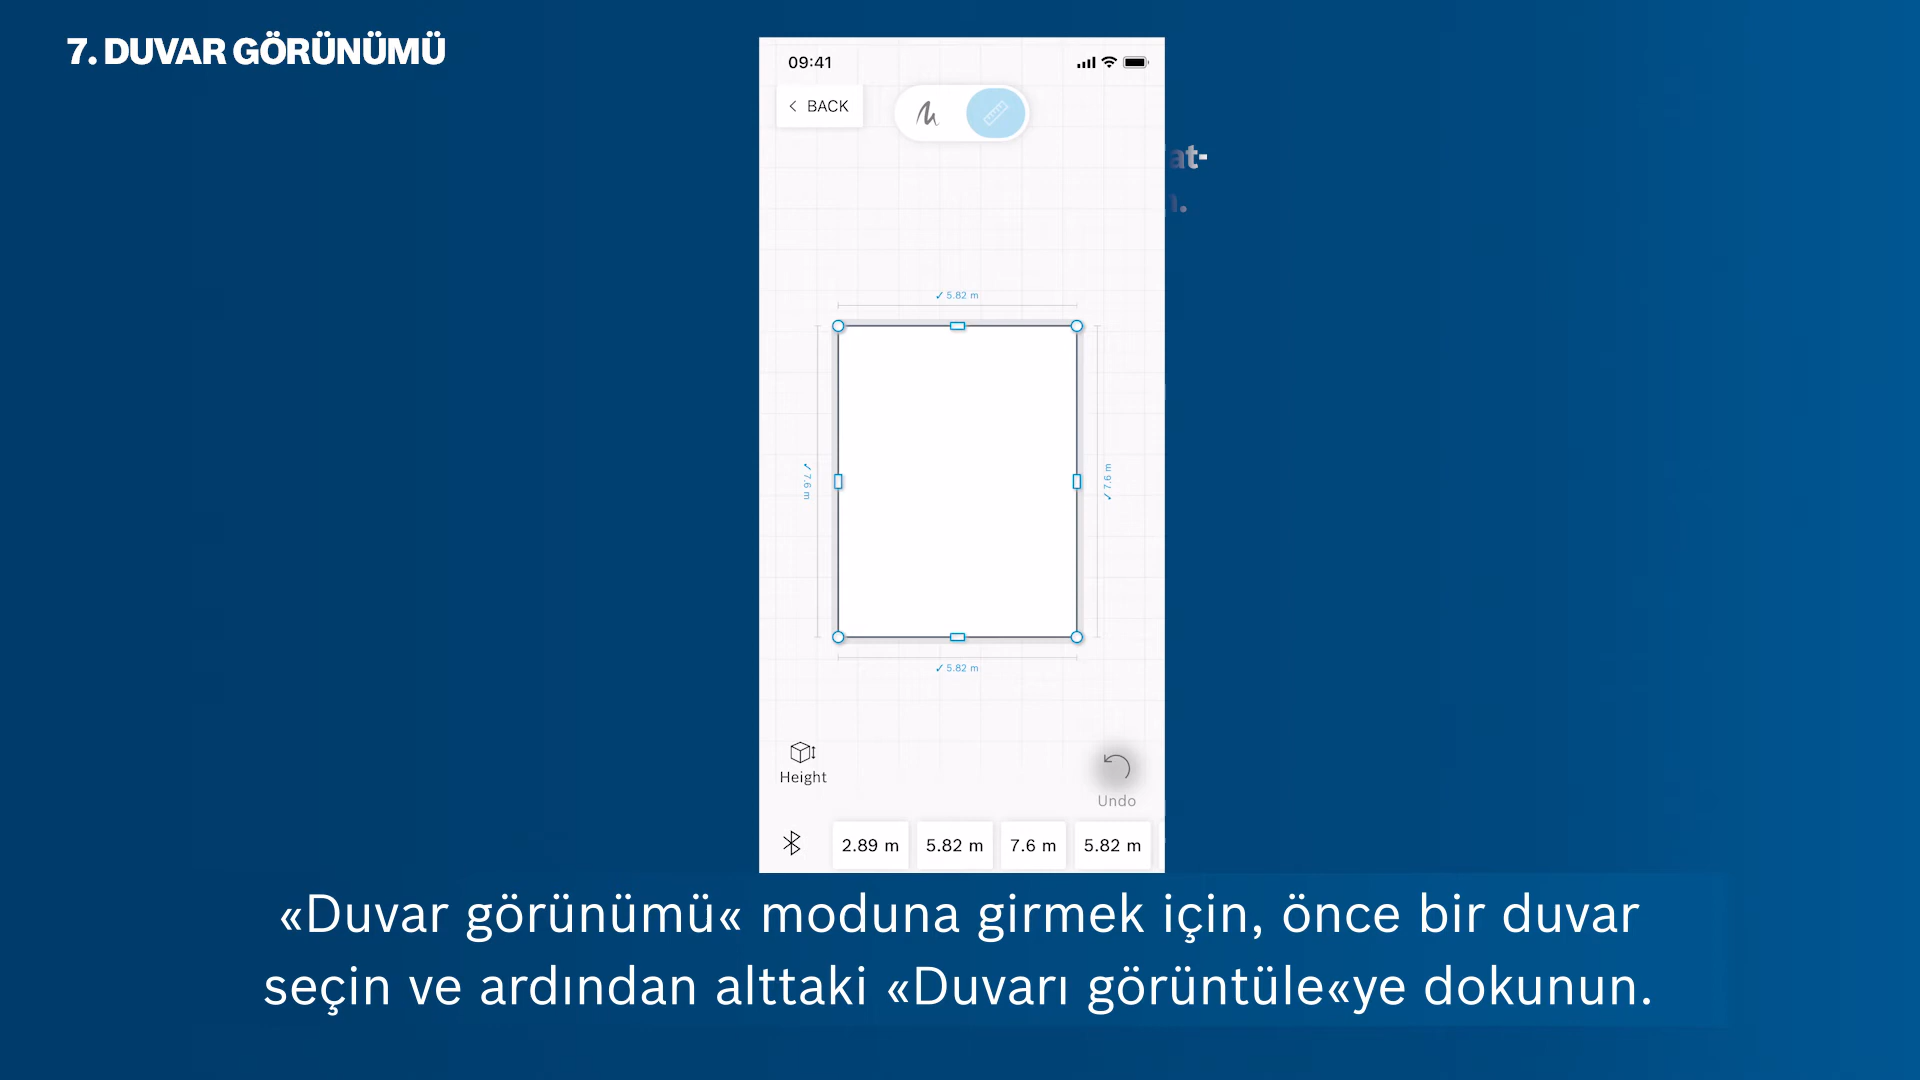 7. DUVAR GÖRÜNÜMÜ
09:41
BACK
at-
.
5.82 m
7.6 m
7.6 m
5.82 m
Height
Undo
2.89 m
5.82 m
7.6 m
5.82 m
«Duvar görünümü« moduna girmek için, önce bir duvar
seçin ve ardından alttaki «Duvarı görüntüle«ye dokunun.